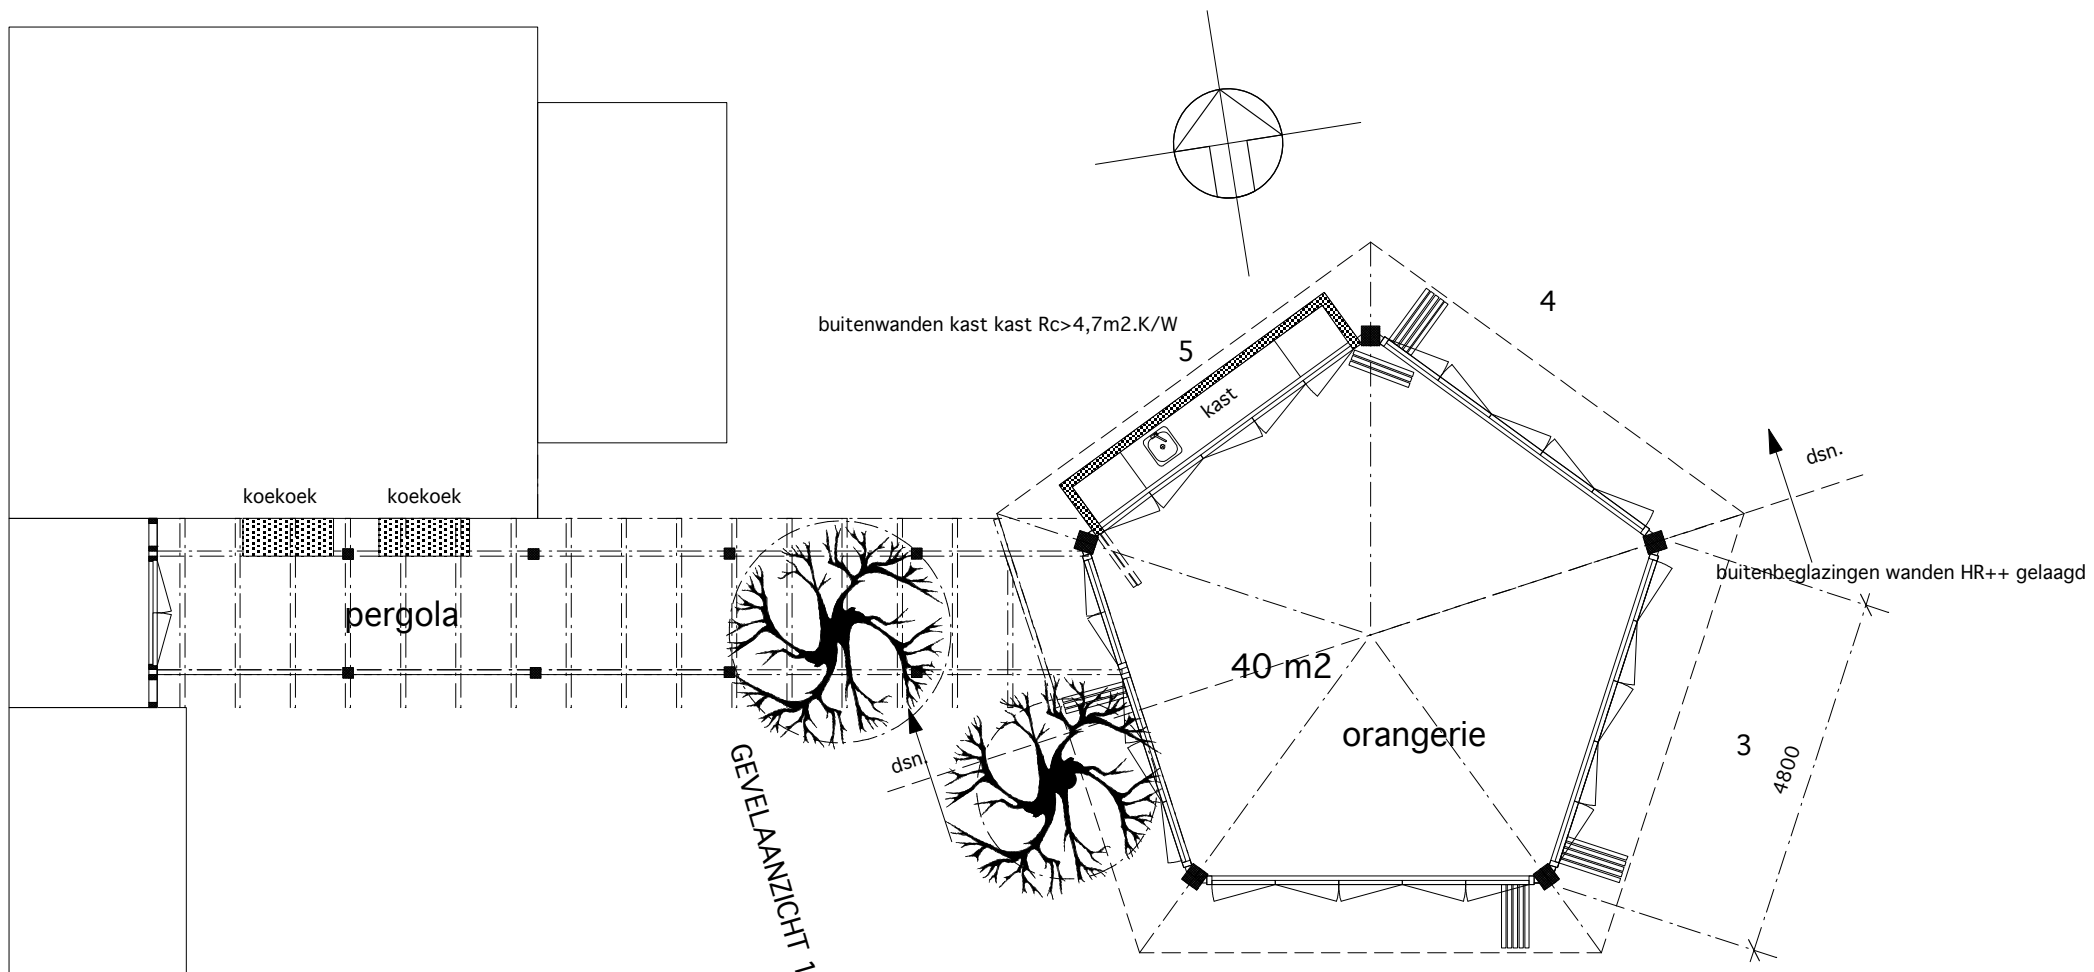 4
buitenwanden kast kast Rc>4,7m2.K/W
5
kast
dsn.
koekoek
koekoek
buitenbeglazingen wanden HR++ gelaagd
pergola
40 m2
orangerie
3
4800
dsn.
GEVELAANZICHT 1